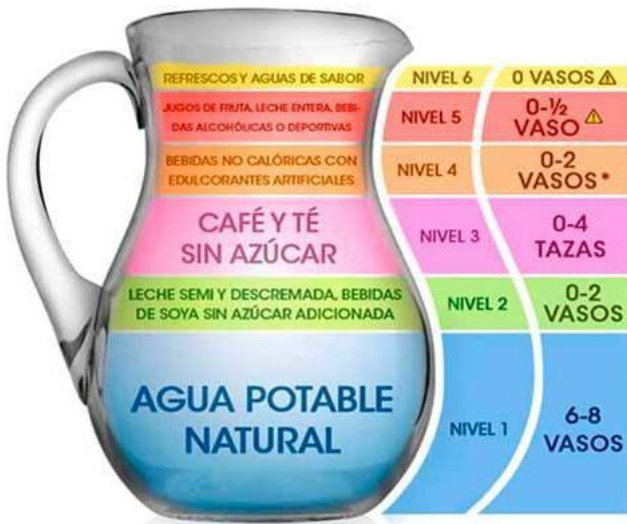 REFRESCOS Y AGUAS DE SABOR
NIVEL 6
0 VASOS ⚠
JUGOS DE FRUTA, LECHE ENTERA, BEBI-
DAS ALCOHÓLICAS O DEPORTIVAS
NIVEL 5
0-½
VASO ⚠
BEBIDAS NO CALÓRICAS CON
EDULCORANTES ARTIFICIALES
NIVEL 4
0-2
VASOS*
CAFÉ Y TÉ
SIN AZÚCAR
NIVEL 3
0-4
TAZAS
LECHE SEMI Y DESCREMADA, BEBIDAS
DE SOYA SIN AZÚCAR ADICIONADA
NIVEL 2
0-2
VASOS
AGUA POTABLE
NATURAL
NIVEL 1
6-8
VASOS